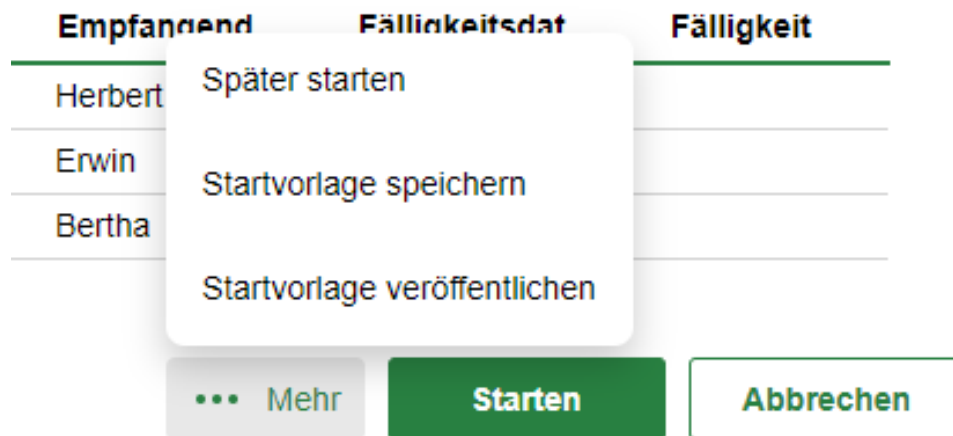 Empfangend Fälligkeitsdat Fälligkeit
Herbert
Später starten
Erwin
Startvorlage speichern
Bertha
Startvorlage veröffentlichen
••• Mehr Starten Abbrechen